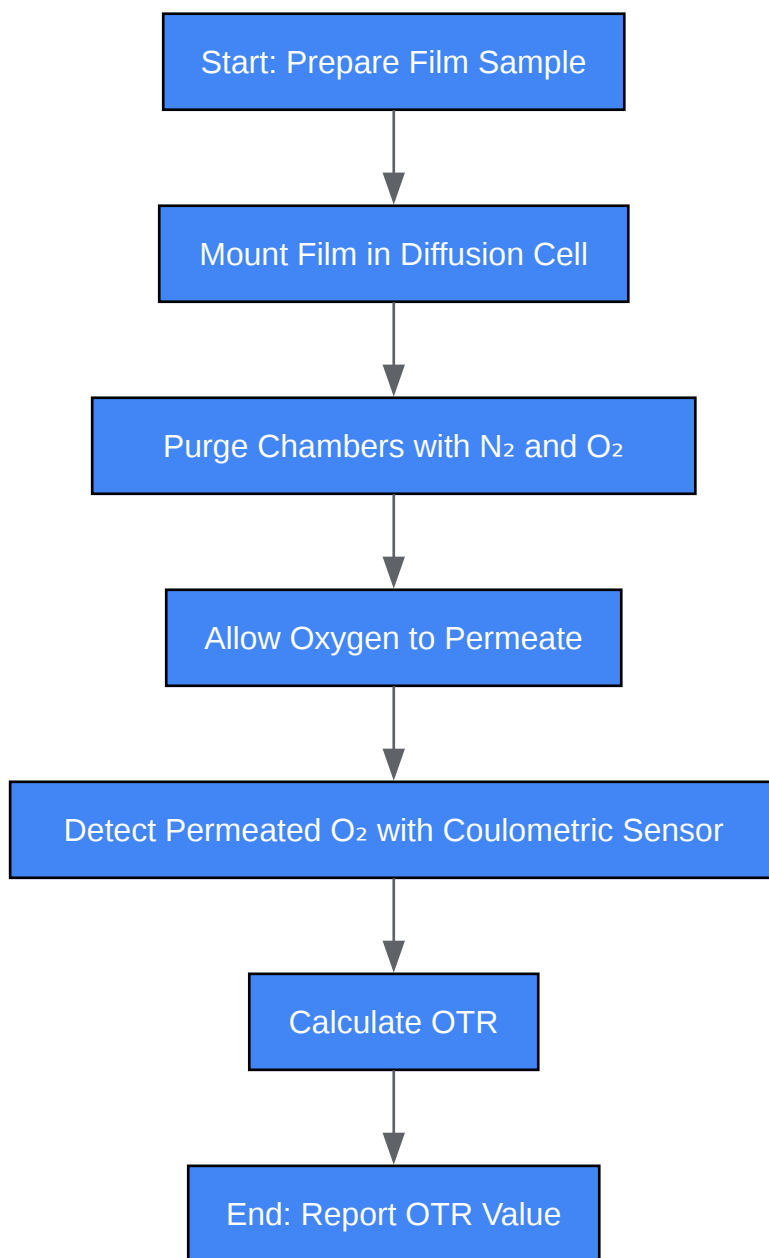 Start: Prepare Film Sample
Mount Film in Diffusion Cell
Purge Chambers with N₂ and O₂
Allow Oxygen to Permeate
Detect Permeated O₂ with Coulometric Sensor
Calculate OTR
End: Report OTR Value